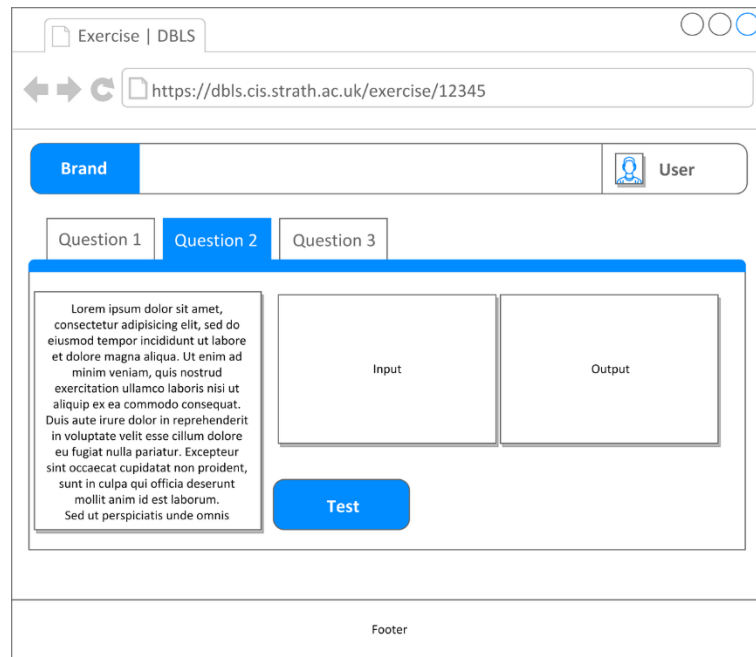 Exercise | DBLS
https://dbls.cis.strath.ac.uk/exercise/12345
Brand
User
Question 1
Question 2
Question 3
Lorem ipsum dolor sit amet,
consectetur adipisicing elit, sed do
eiusmod tempor incididunt ut labore
et dolore magna aliqua. Ut enim ad
minim veniam, quis nostrud
exercitation ullamco laboris nisi ut
aliquip ex ea commodo consequat.
Duis aute irure dolor in reprehenderit
in voluptate velit esse cillum dolore
eu fugiat nulla pariatur. Excepteur
sint occaecat cupidatat non proident,
sunt in culpa qui officia deserunt
mollit anim id est laborum.
Sed ut perspiciatis unde omnis
Input
Output
Test
Footer